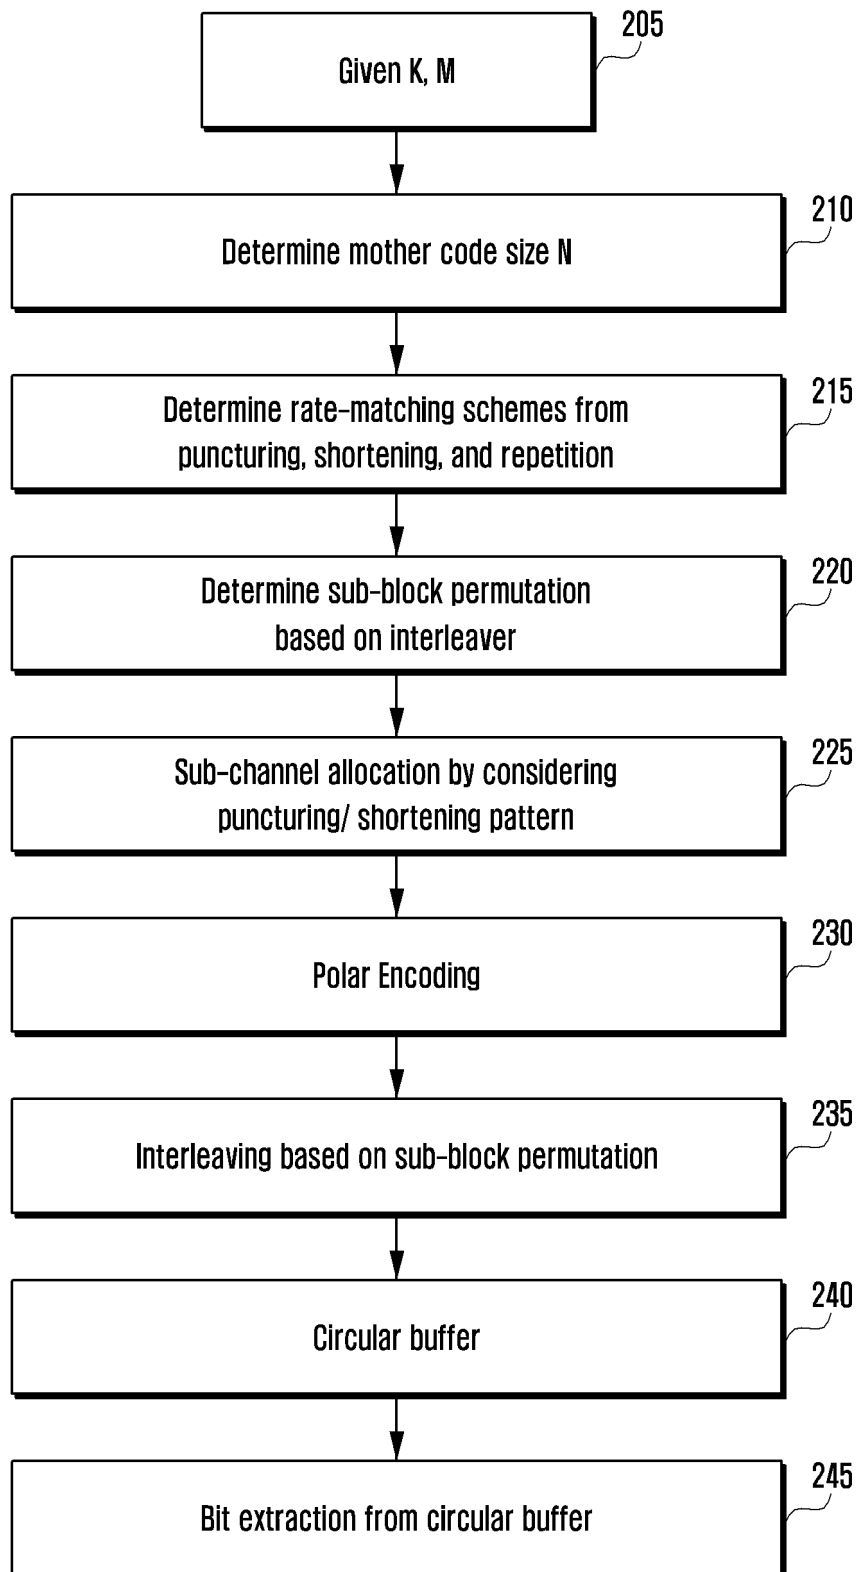 205
Given K, M
210
Determine mother code size N
215
Determine rate-matching schemes from
puncturing, shortening, and repetition
220
Determine sub-block permutation
based on interleaver
225
Sub-channel allocation by considering
puncturing/ shortening pattern
230
Polar Encoding
235
Interleaving based on sub-block permutation
240
Circular buffer
245
Bit extraction from circular buffer